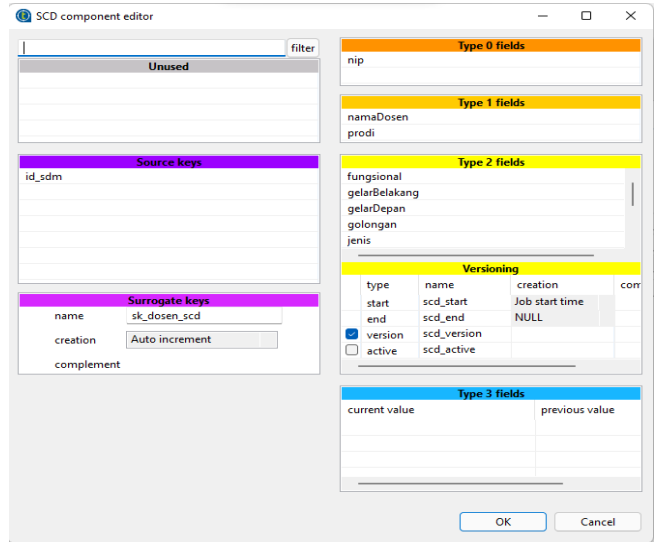 SCD component editor
filter
Unused
Source keys
id_sdm
Surrogate keys
name sk_dosen_scd
creation Auto increment
complement
Type 0 fields
nip
Type 1 fields
namaDosen
prodi
Type 2 fields
fungsional
gelarBelakang
gelarDepan
golongan
jenis
Versioning
type name creation com
start scd_start Job start time
end scd_end NULL
version scd_version
active scd_active
Type 3 fields
current value previous value
OK Cancel